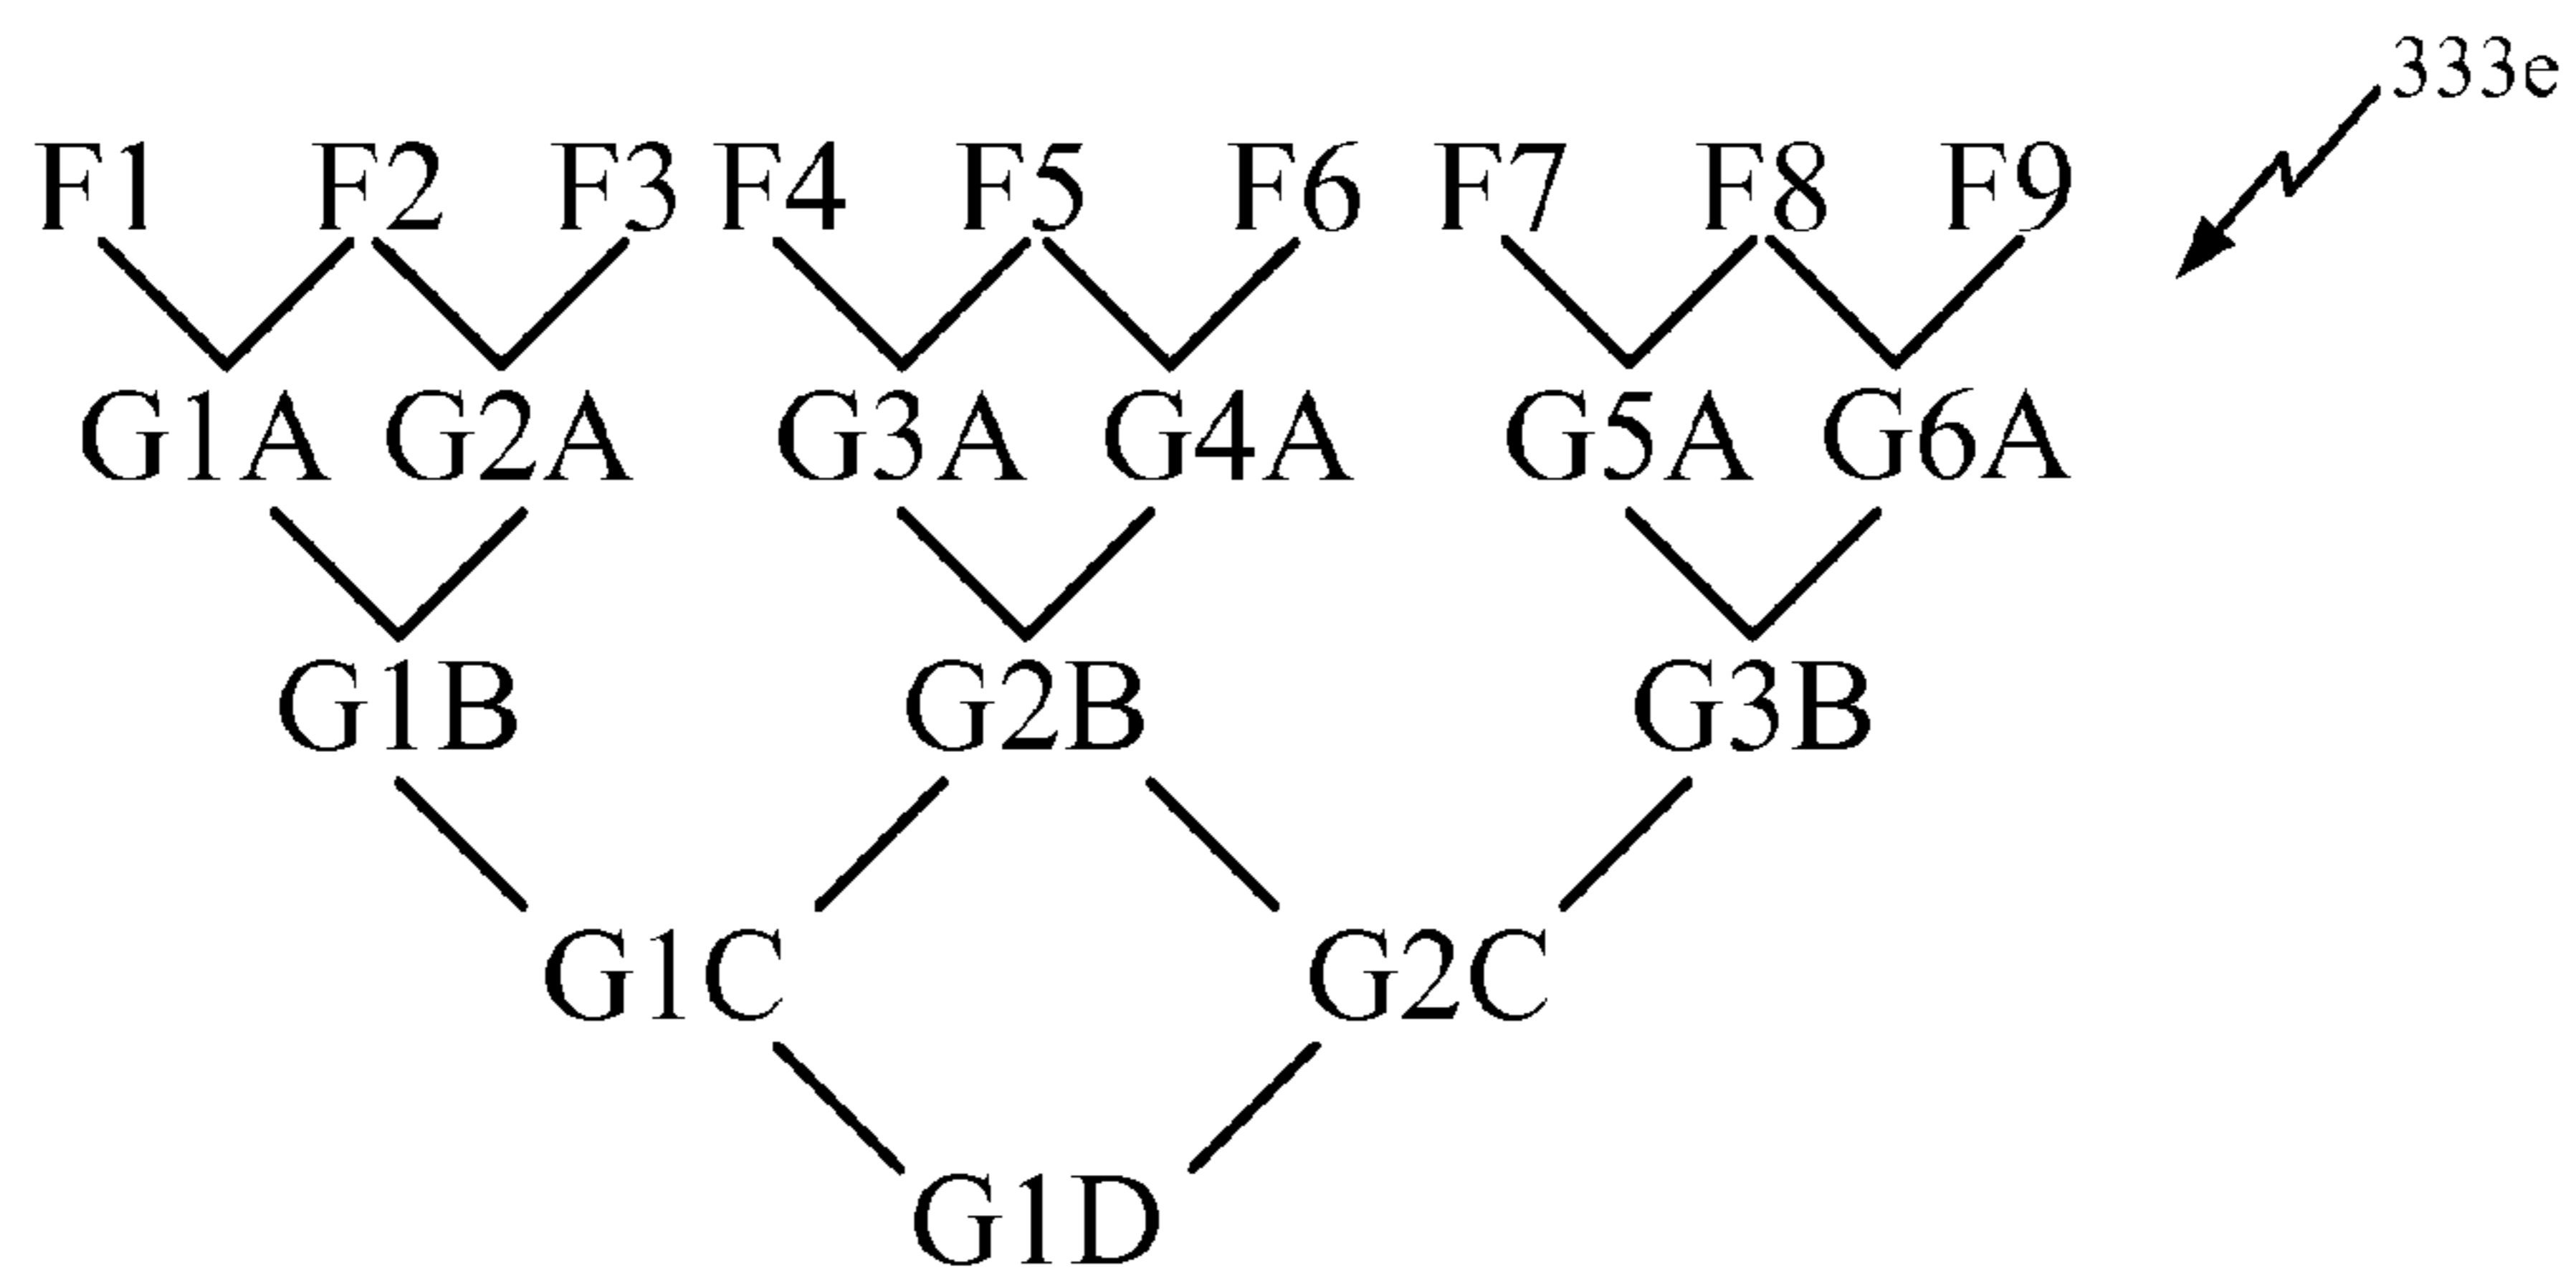 333e
F1 F2 F3 F4 F5 F6 F7 F8 F9
G1A G2A G3A G4A G5A G6A
G1B G2B G3B
G1C G2C
G1D